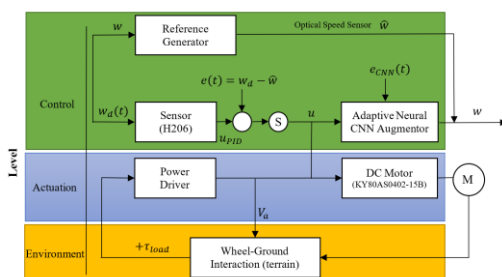 w
Reference
Generator
Optical Speed Sensor ŵ
e(t) = w_d − ŵ
e_CNN(t)
Control
w_d(t)
Sensor
(H206)
u_PID
S
u
Adaptive Neural
CNN Augmentor
w
Level
Actuation
Power
Driver
DC Motor
(KY80AS0402-15B)
M
V_a
Environment
+τ_load
Wheel-Ground
Interaction (terrain)